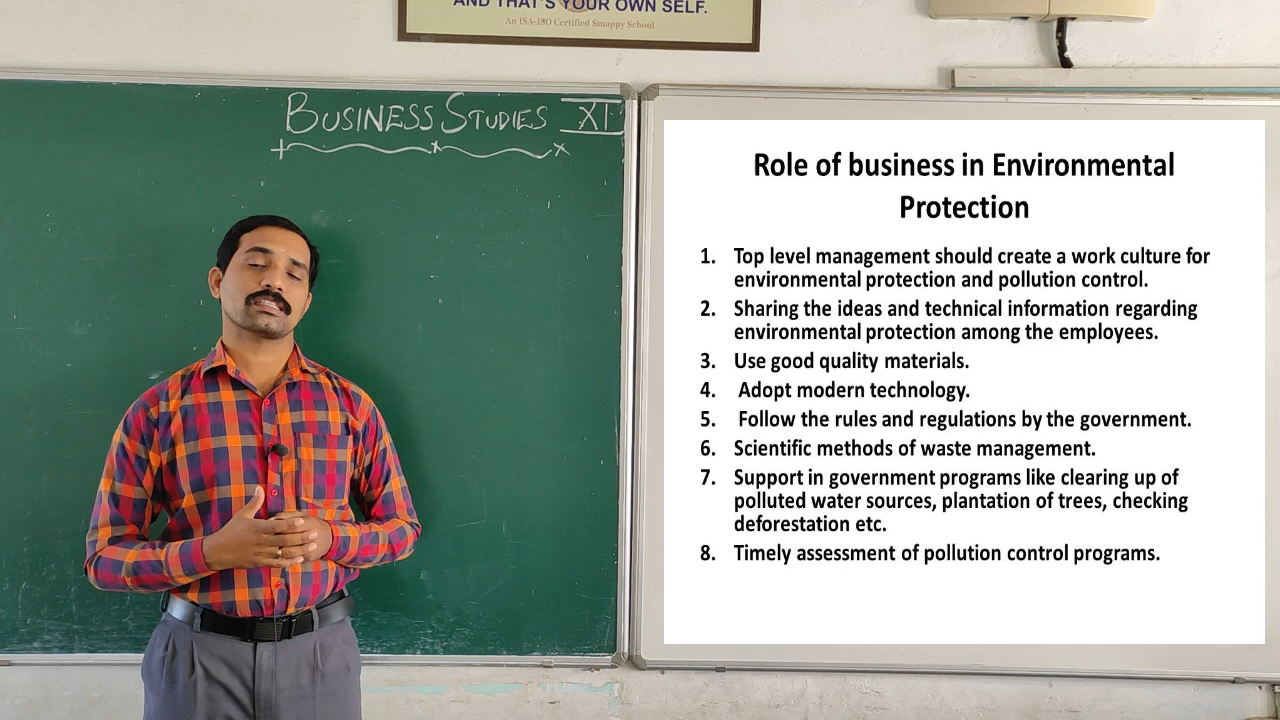 AND THAT'S YOUR OWN SELF.
An ISA-ISO Certified Smappy School
BUSINESS STUDIES XI
Role of business in Environmental
Protection
1. Top level management should create a work culture for
environmental protection and pollution control.
2. Sharing the ideas and technical information regarding
environmental protection among the employees.
3. Use good quality materials.
4. Adopt modern technology.
5. Follow the rules and regulations by the government.
6. Scientific methods of waste management.
7. Support in government programs like clearing up of
polluted water sources, plantation of trees, checking
deforestation etc.
8. Timely assessment of pollution control programs.